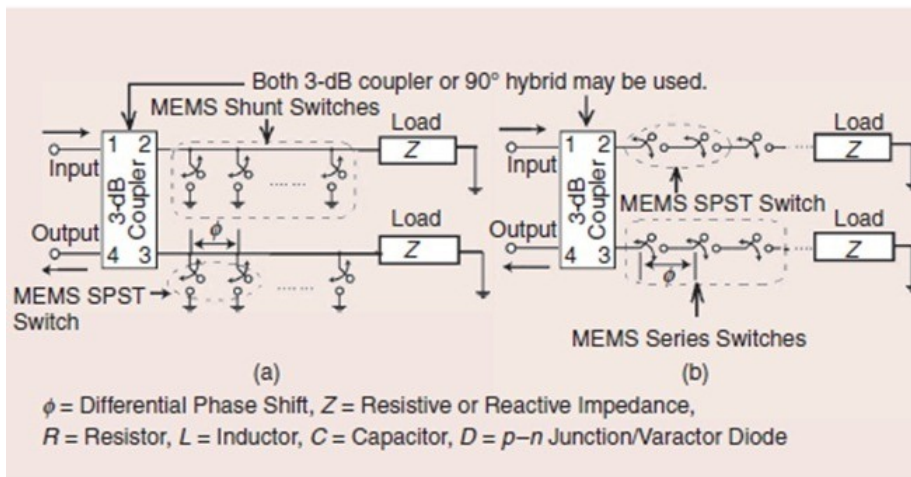 Both 3-dB coupler or 90° hybrid may be used.
MEMS Shunt Switches
1 2
Input
3-dB
Coupler
Output
4 3
Load
Z
ϕ
Load
Z
MEMS SPST
Switch
......
......
(a)
1 2
Input
3-dB
Coupler
Output
4 3
Load
Z
MEMS SPST Switch
Load
Z
ϕ
MEMS Series Switches
(b)
ϕ = Differential Phase Shift, Z = Resistive or Reactive Impedance,
R = Resistor, L = Inductor, C = Capacitor, D = p–n Junction/Varactor Diode